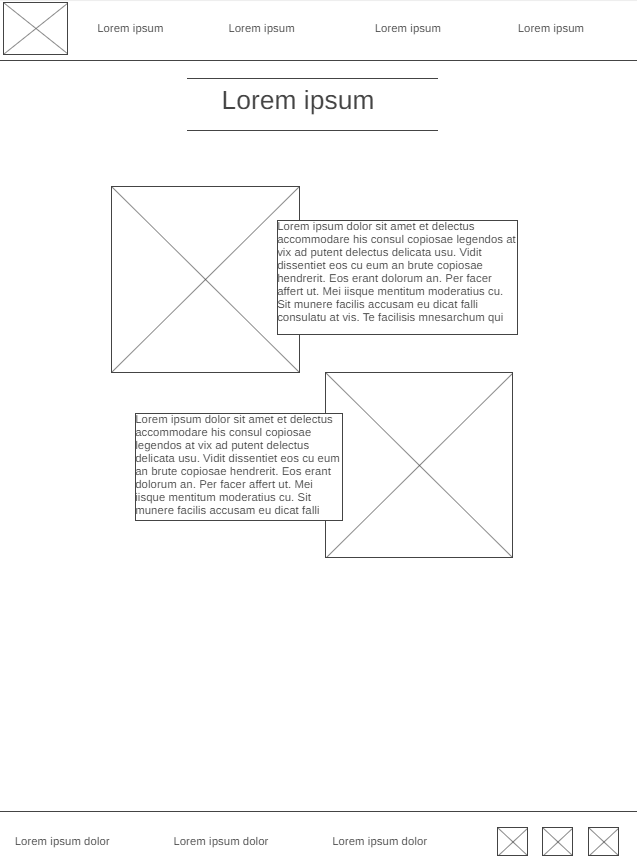 Lorem ipsum
Lorem ipsum
Lorem ipsum
Lorem ipsum
Lorem ipsum
Lorem ipsum dolor sit amet et delectus
accommodare his consul copiosae legendos at
vix ad putent delectus delicata usu. Vidit
dissentiet eos cu eum an brute copiosae
hendrerit. Eos erant dolorum an. Per facer
affert ut. Mei iisque mentitum moderatius cu.
Sit munere facilis accusam eu dicat falli
consulatu at vis. Te facilisis mnesarchum qui
Lorem ipsum dolor sit amet et delectus
accommodare his consul copiosae
legendos at vix ad putent delectus
delicata usu. Vidit dissentiet eos cu eum
an brute copiosae hendrerit. Eos erant
dolorum an. Per facer affert ut. Mei
iisque mentitum moderatius cu. Sit
munere facilis accusam eu dicat falli
Lorem ipsum dolor
Lorem ipsum dolor
Lorem ipsum dolor